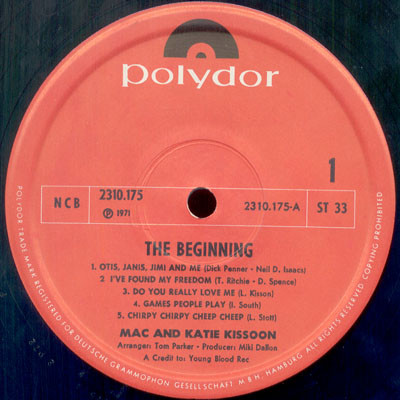 polydor
NCB
2310.175
℗ 1971
1
2310.175-A
ST 33
THE BEGINNING
1. OTIS, JANIS, JIMI AND ME (Dick Penner - Neil D. Isaacs)
2 I'VE FOUND MY FREEDOM (T. Ritchie - D. Spence)
3. DO YOU REALLY LOVE ME (L. Kisson)
4. GAMES PEOPLE PLAY (I. South)
5. CHIRPY CHIRPY CHEEP CHEEP (L. Stott)
MAC AND KATIE KISSOON
Arranger: Tom Parker - Producer: Miki Dallon
A Credit to: Young Blood Rec
POLYDOR TRADE MARK REGISTERED FOR DEUTSCHE GRAMMOPHON GESELLSCHAFT M.B.H. HAMBURG ALL RIGHTS RESERVED COPYING PROHIBITED